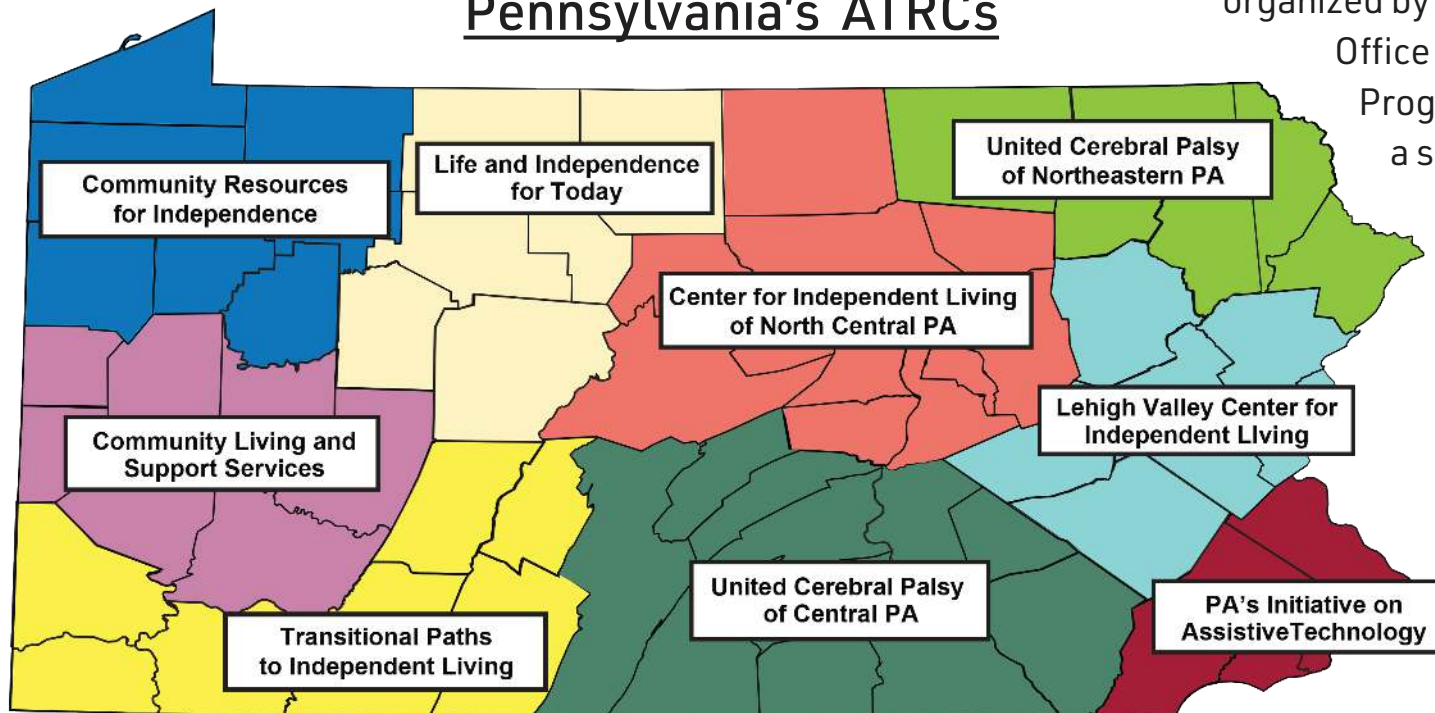 Pennsylvania's ATRCs
organized by
Office
Prog
as
Community Resources
for Independence
Life and Independence
for Today
United Cerebral Palsy
of Northeastern PA
Center for Independent Living
of North Central PA
Lehigh Valley Center for
Independent LIving
Community Living and
Support Services
United Cerebral Palsy
of Central PA
PA's Initiative on
AssistiveTechnology
Transitional Paths
to Independent Living